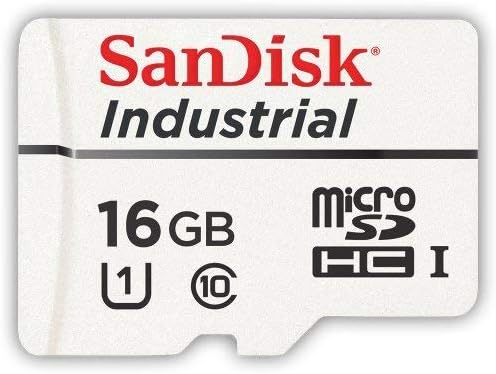 SanDisk®
Industrial
16 GB
micro
SD
HC I
U1 10